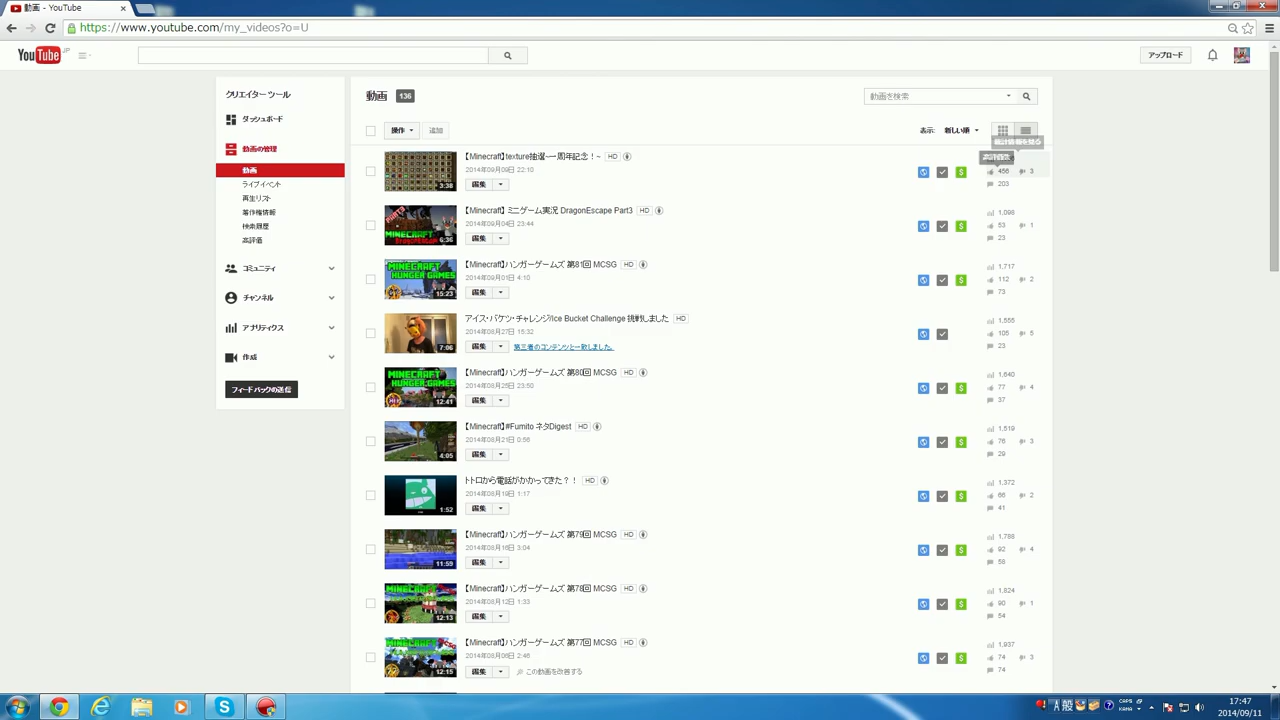 動画 - YouTube
https://www.youtube.com/my_videos?o=U
YouTube JP
アップロード
クリエイター ツール
ダッシュボード
動画の管理
動画
ライブ イベント
再生リスト
著作権情報
検索履歴
高評価
コミュニティ
チャンネル
アナリティクス
作成
フィードバックの送信
動画 136
動画を検索
操作 追加
表示: 新しい順
統計情報を見る
【Minecraft】texture抽選~一周年記念！~ HD
3:38
2014年09月09日 22:10
編集
456 3
203
【Minecraft】ミニゲーム実況 DragonEscape Part3 HD
PART3
MINECRAFT
DragonEscape
6:36
2014年09月04日 23:44
編集
1,098
53 1
23
【Minecraft】ハンガーゲームズ 第81回 MCSG HD
MINECRAFT
HUNGER GAMES
15:23
2014年09月01日 4:10
編集
1,717
112 2
73
アイス・バケツ・チャレンジ/Ice Bucket Challenge 挑戦しました HD
7:06
2014年08月27日 15:32
編集 第三者のコンテンツと一致しました。
1,555
105 5
23
【Minecraft】ハンガーゲームズ 第80回 MCSG HD
MINECRAFT
HUNGER GAMES
12:41
2014年08月25日 23:50
編集
1,640
77 4
37
【Minecraft】#Fumito ネタDigest HD
4:05
2014年08月21日 0:56
編集
1,519
76 3
29
トトロから電話がかかってきた？！ HD
1:52
2014年08月19日 1:17
編集
1,372
66 2
41
【Minecraft】ハンガーゲームズ 第79回 MCSG HD
11:59
2014年08月16日 3:04
編集
1,788
92 4
58
【Minecraft】ハンガーゲームズ 第78回 MCSG HD
MINECRAFT
12:13
2014年08月12日 1:33
編集
1,824
90 1
54
【Minecraft】ハンガーゲームズ 第77回 MCSG HD
MINECRAFT
12:15
2014年08月06日 2:46
編集 この動画を改善する
1,937
74 3
74
A 般
CAPS
KANA
17:47
2014/09/11